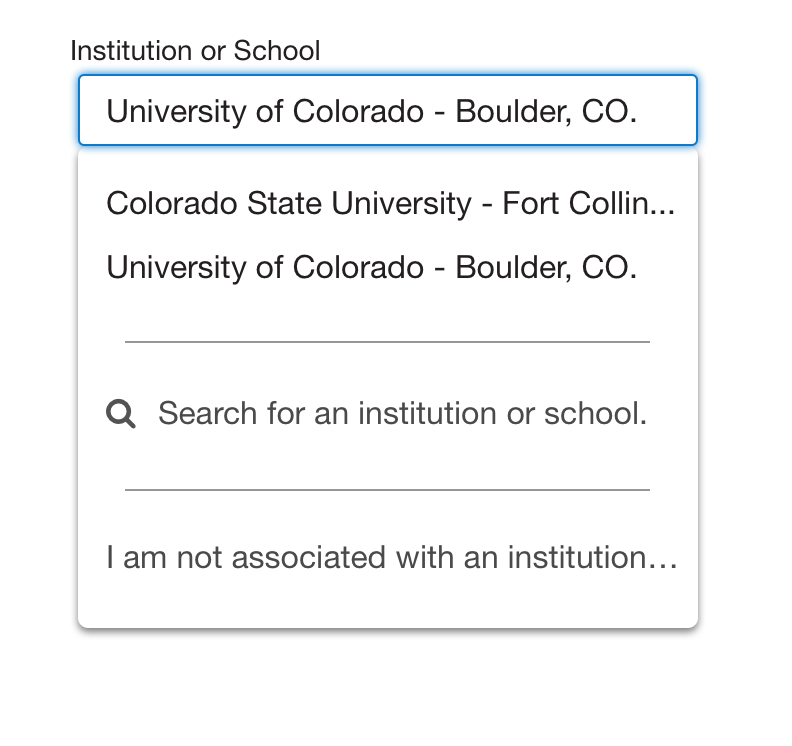 Institution or School
University of Colorado - Boulder, CO.
Colorado State University - Fort Collin...
University of Colorado - Boulder, CO.
Search for an institution or school.
I am not associated with an institution...